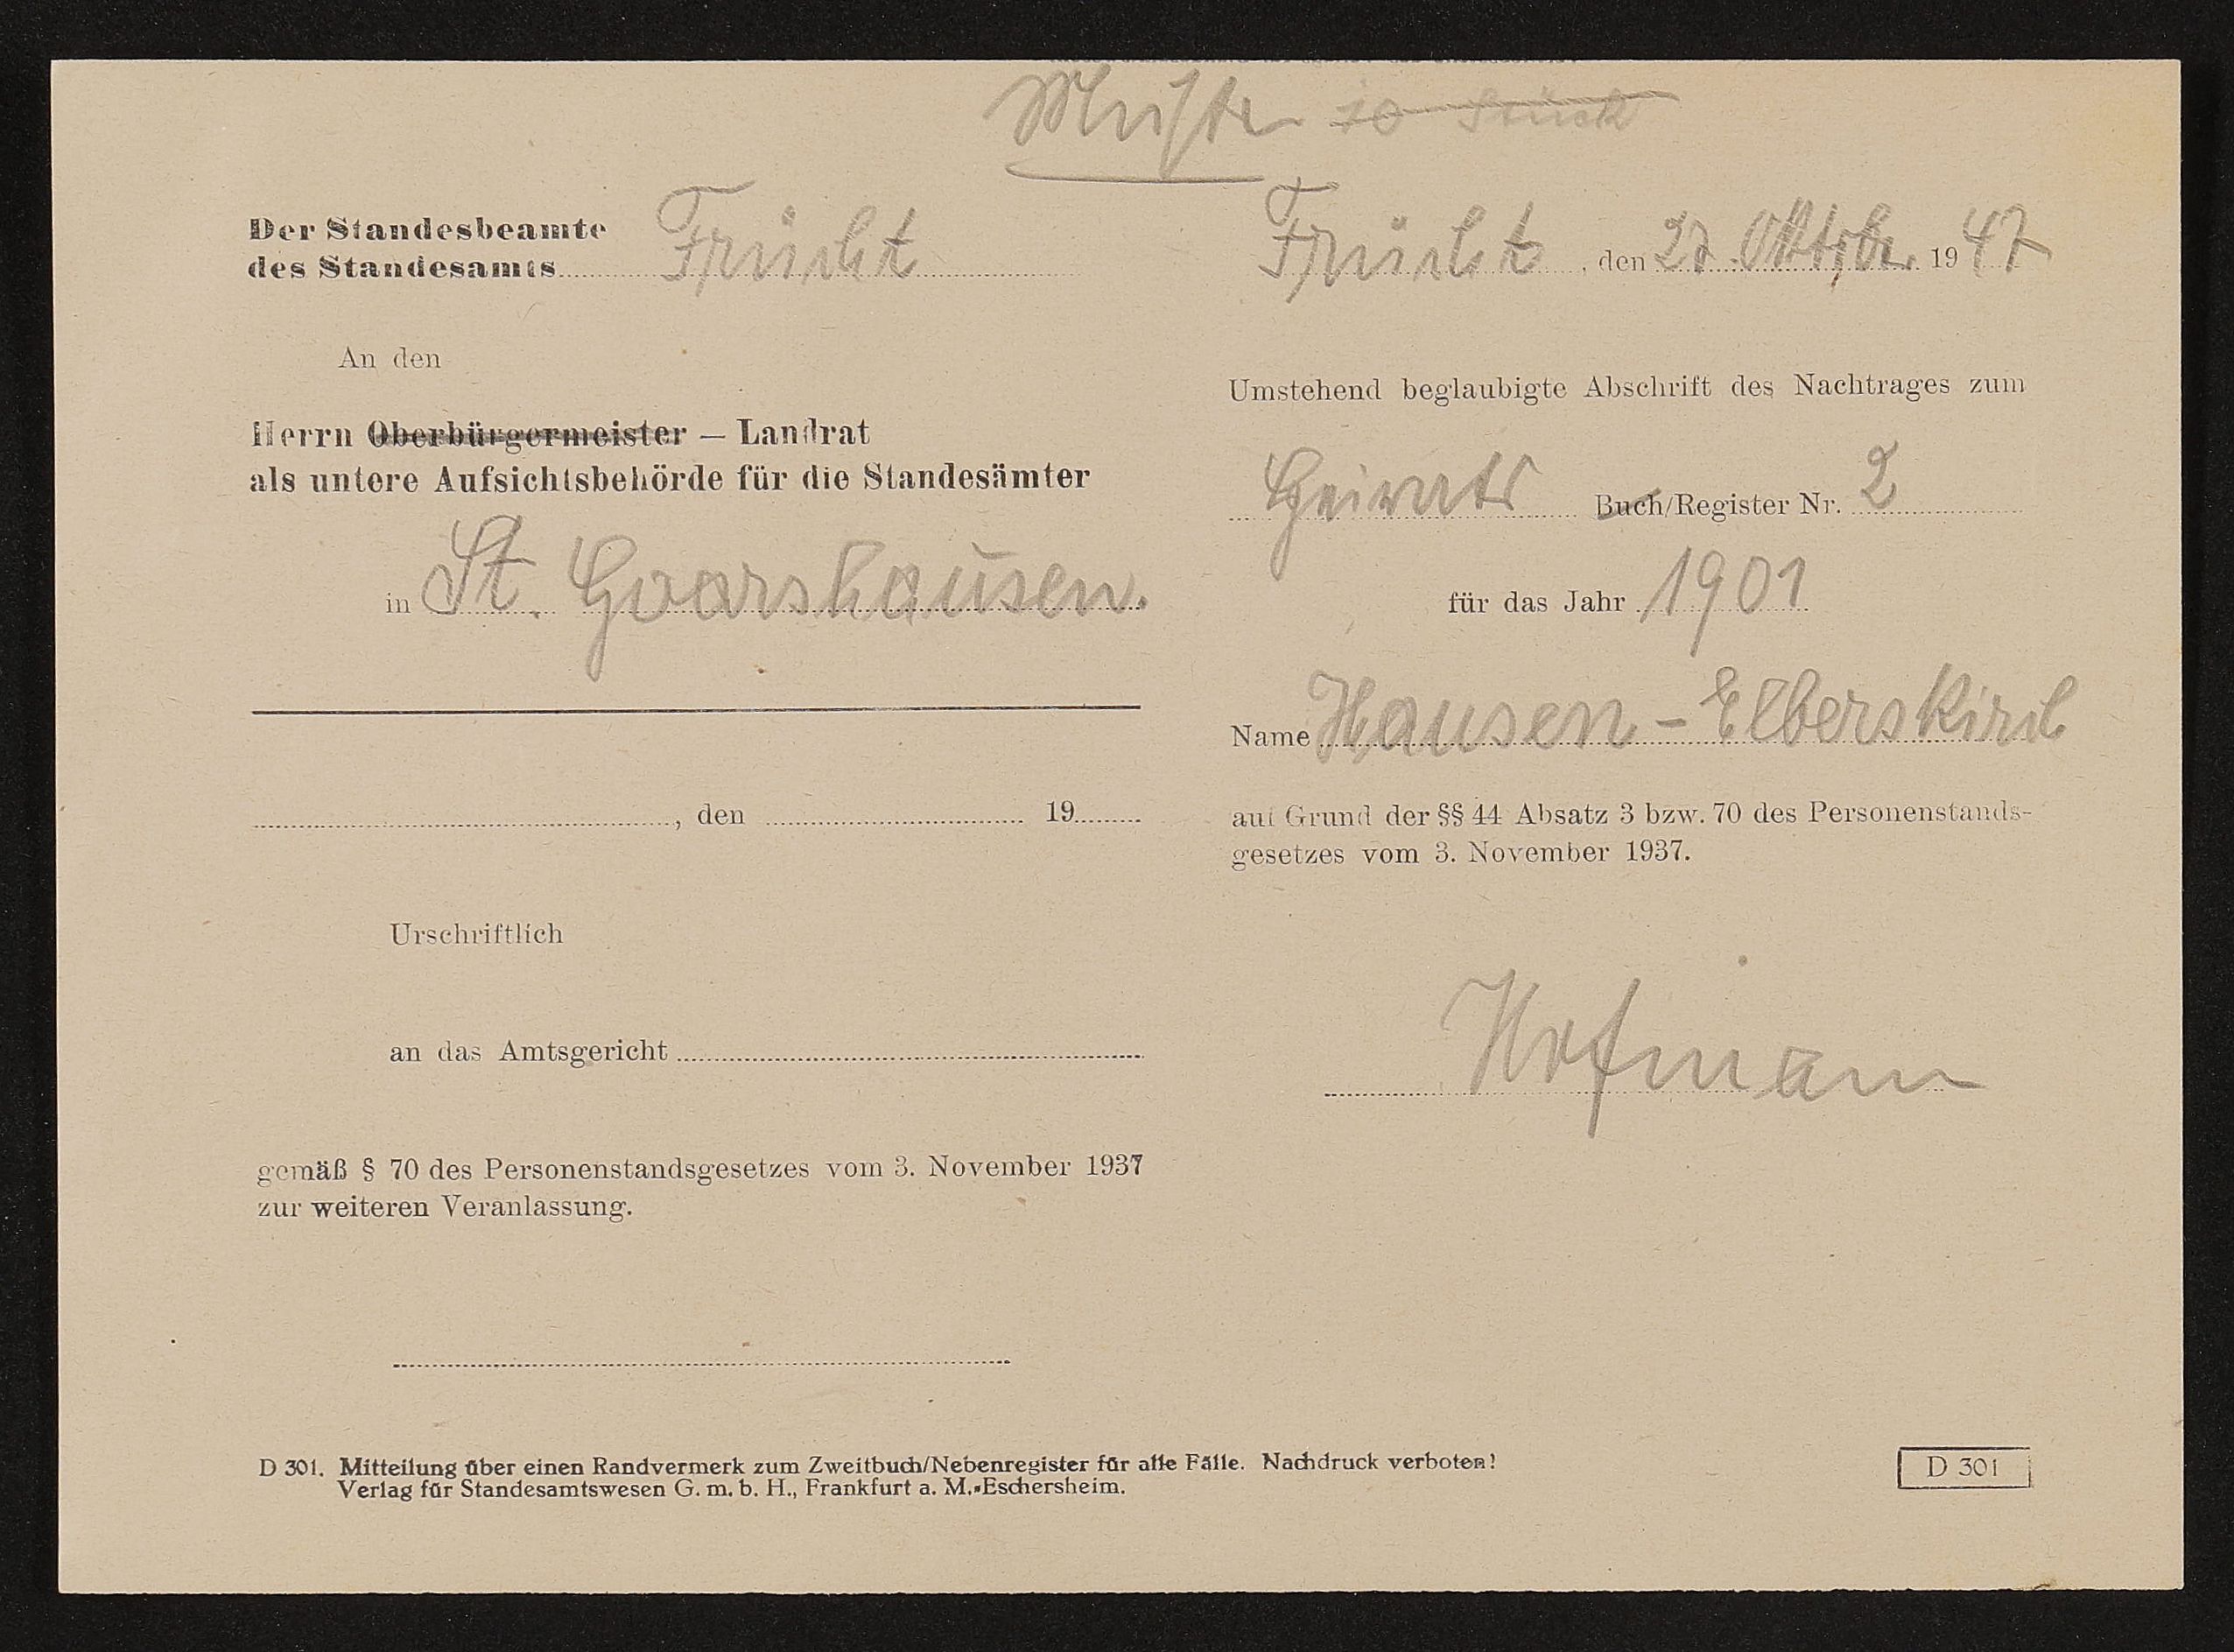 Muster 10 Stück
Der Standesbeamte
des Standesamts Frücht
Frücht, den 27. Oktober 1947
An den
Herrn Oberbürgermeister — Landrat
als untere Aufsichtsbehörde für die Standesämter
in St. Goarshausen.
, den 19
Urschriftlich
an das Amtsgericht
gemäß § 70 des Personenstandsgesetzes vom 3. November 1937
zur weiteren Veranlassung.
Umstehend beglaubigte Abschrift des Nachtrages zum
Heirats Buch/Register Nr. 2
für das Jahr 1901
Name Hausen - Elberskirch
auf Grund der §§ 44 Absatz 3 bzw. 70 des Personenstands-
gesetzes vom 3. November 1937.
Hofmann
D 301. Mitteilung über einen Randvermerk zum Zweitbuch/Nebenregister für alle Fälle. Nachdruck verboten!
Verlag für Standesamtswesen G. m. b. H., Frankfurt a. M.-Eschersheim.
D 301